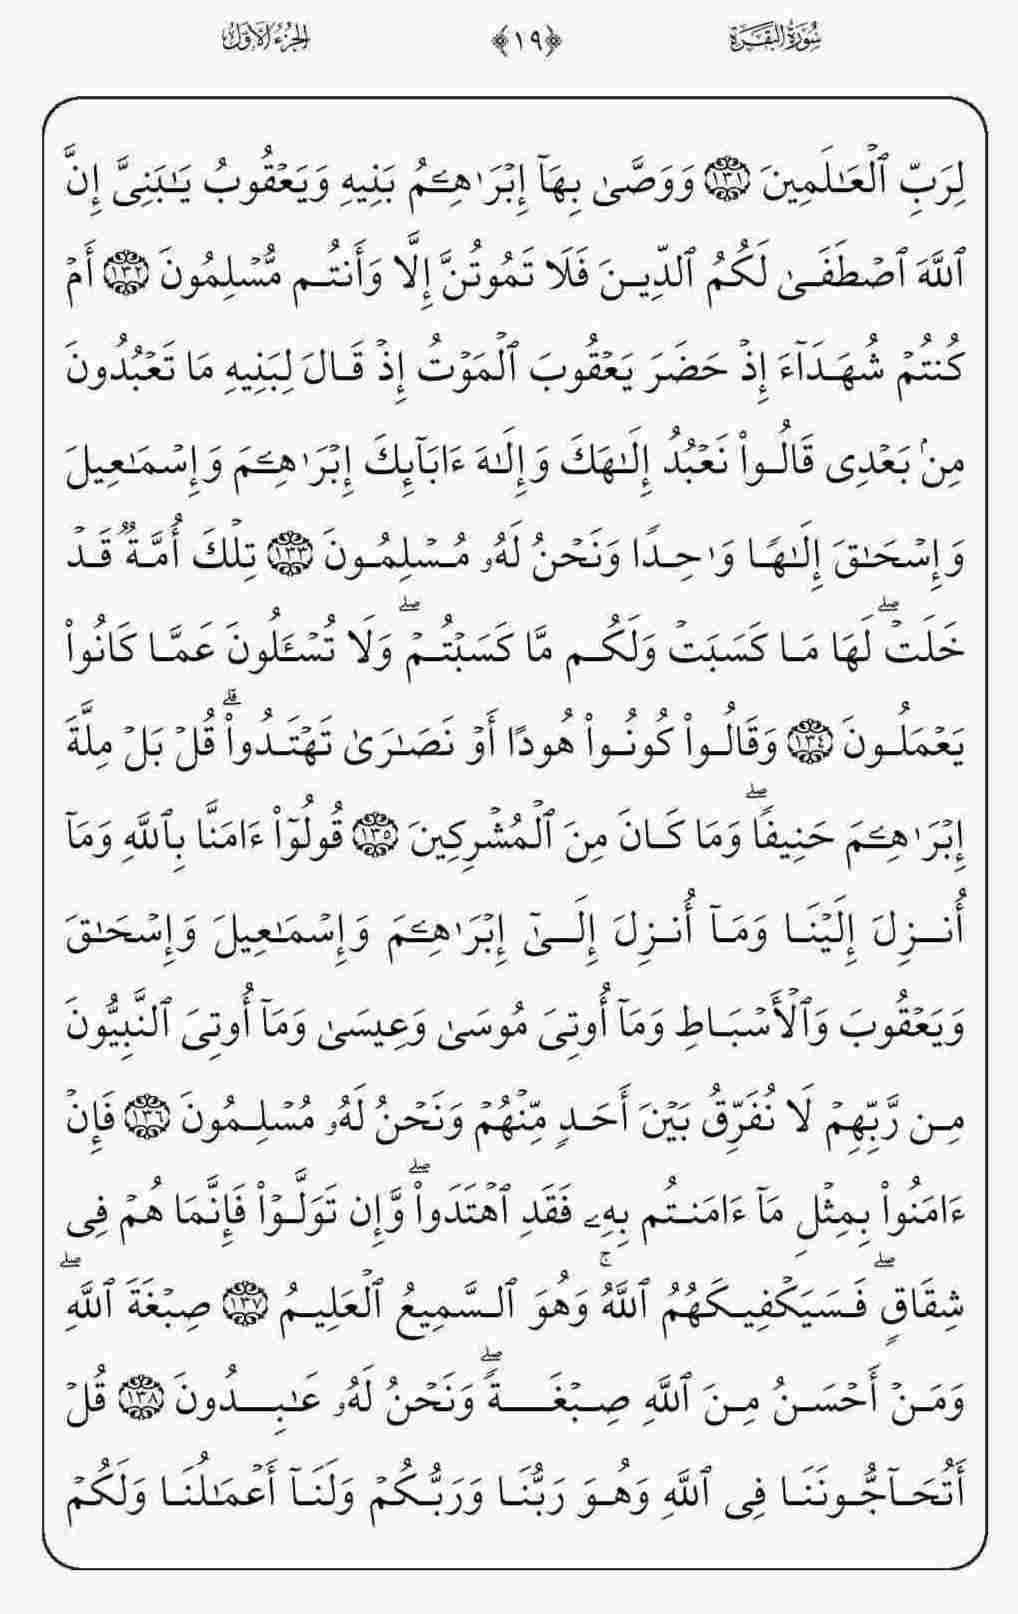 سُورَةُ البَقَرَة ﴿١٩﴾ الجُزءُ الأَوَّلُ
لِرَبِّ ٱلْعَـٰلَمِينَ ١٣١ وَوَصَّىٰ بِهَآ إِبْرَٰهِـۧمُ بَنِيهِ وَيَعْقُوبُ يَـٰبَنِىَّ إِنَّ
ٱللَّهَ ٱصْطَفَىٰ لَكُمُ ٱلدِّينَ فَلَا تَمُوتُنَّ إِلَّا وَأَنتُم مُّسْلِمُونَ ١٣٢ أَمْ
كُنتُمْ شُهَدَآءَ إِذْ حَضَرَ يَعْقُوبَ ٱلْمَوْتُ إِذْ قَالَ لِبَنِيهِ مَا تَعْبُدُونَ
مِنۢ بَعْدِى قَالُوا۟ نَعْبُدُ إِلَـٰهَكَ وَإِلَـٰهَ ءَابَآئِكَ إِبْرَٰهِـۧمَ وَإِسْمَـٰعِيلَ
وَإِسْحَـٰقَ إِلَـٰهًا وَٰحِدًا وَنَحْنُ لَهُۥ مُسْلِمُونَ ١٣٣ تِلْكَ أُمَّةٌ قَدْ
خَلَتْ ۖ لَهَا مَا كَسَبَتْ وَلَكُم مَّا كَسَبْتُمْ ۖ وَلَا تُسْـَٔلُونَ عَمَّا كَانُوا۟
يَعْمَلُونَ ١٣٤ وَقَالُوا۟ كُونُوا۟ هُودًا أَوْ نَصَـٰرَىٰ تَهْتَدُوا۟ ۗ قُلْ بَلْ مِلَّةَ
إِبْرَٰهِـۧمَ حَنِيفًا ۖ وَمَا كَانَ مِنَ ٱلْمُشْرِكِينَ ١٣٥ قُولُوٓا۟ ءَامَنَّا بِٱللَّهِ وَمَآ
أُنزِلَ إِلَيْنَا وَمَآ أُنزِلَ إِلَىٰٓ إِبْرَٰهِـۧمَ وَإِسْمَـٰعِيلَ وَإِسْحَـٰقَ
وَيَعْقُوبَ وَٱلْأَسْبَاطِ وَمَآ أُوتِىَ مُوسَىٰ وَعِيسَىٰ وَمَآ أُوتِىَ ٱلنَّبِيُّونَ
مِن رَّبِّهِمْ لَا نُفَرِّقُ بَيْنَ أَحَدٍ مِّنْهُمْ وَنَحْنُ لَهُۥ مُسْلِمُونَ ١٣٦ فَإِنْ
ءَامَنُوا۟ بِمِثْلِ مَآ ءَامَنتُم بِهِۦ فَقَدِ ٱهْتَدَوا۟ ۖ وَّإِن تَوَلَّوْا۟ فَإِنَّمَا هُمْ فِى
شِقَاقٍ ۖ فَسَيَكْفِيكَهُمُ ٱللَّهُ ۚ وَهُوَ ٱلسَّمِيعُ ٱلْعَلِيمُ ١٣٧ صِبْغَةَ ٱللَّهِ ۖ
وَمَنْ أَحْسَنُ مِنَ ٱللَّهِ صِبْغَةً ۖ وَنَحْنُ لَهُۥ عَـٰبِدُونَ ١٣٨ قُلْ
أَتُحَآجُّونَنَا فِى ٱللَّهِ وَهُوَ رَبُّنَا وَرَبُّكُمْ وَلَنَآ أَعْمَـٰلُنَا وَلَكُمْ